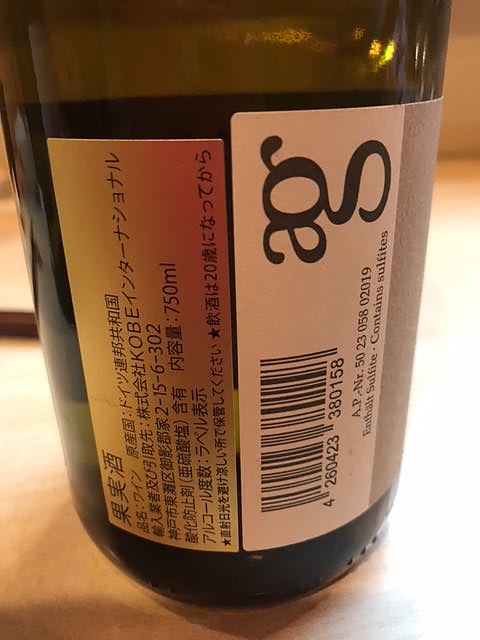 果実酒
品名:ワイン 原産国:ドイツ連邦共和国
輸入業者及び引取先:株式会社KOBEインターナショナル
神戸市東灘区御影郡家2-15-6-302
酸化防止剤(亜硫酸塩)含有 内容量:750ml
アルコール度数:ラベル表示
★直射日光を避け涼しい所で保管してください ★飲酒は20歳になってから
ag
A.P.-Nr. 50 23 058 02019
Enthält Sulfite · Contains sulfites
4 260423 380158